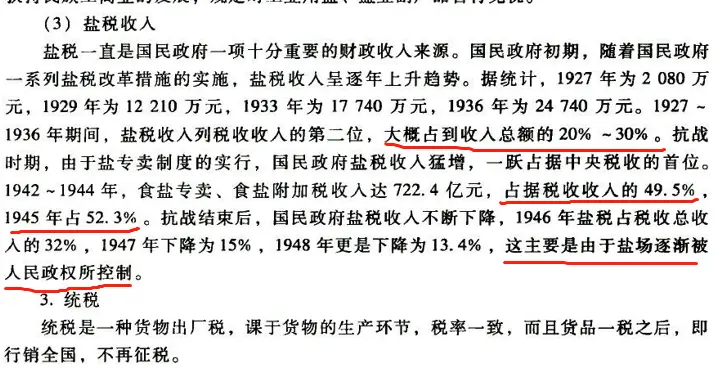 (3) 盐税收入
盐税一直是国民政府一项十分重要的财政收入来源。国民政府初期，随着国民政府
一系列盐税改革措施的实施，盐税收入呈逐年上升趋势。据统计，1927 年为 2 080 万
元，1929 年为 12 210 万元，1933 年为 17 740 万元，1936 年为 24 740 万元。1927 ~
1936 年期间，盐税收入列税收收入的第二位，大概占到收入总额的 20% ~30% 。抗战
时期，由于盐专卖制度的实行，国民政府盐税收入猛增，一跃占据中央税收的首位。
1942 ~1944 年，食盐专卖、食盐附加税收入达 722. 4 亿元，占据税收收入的 49. 5% ，
1945 年占 52. 3% 。抗战结束后，国民政府盐税收入不断下降，1946 年盐税占税收总收
入的 32% ，1947 年下降为 15% ，1948 年更是下降为 13. 4% ，这主要是由于盐场逐渐被
人民政权所控制。
3. 统税
统税是一种货物出厂税，课于货物的生产环节，税率一致，而且货品一税之后，即
行销全国，不再征税。